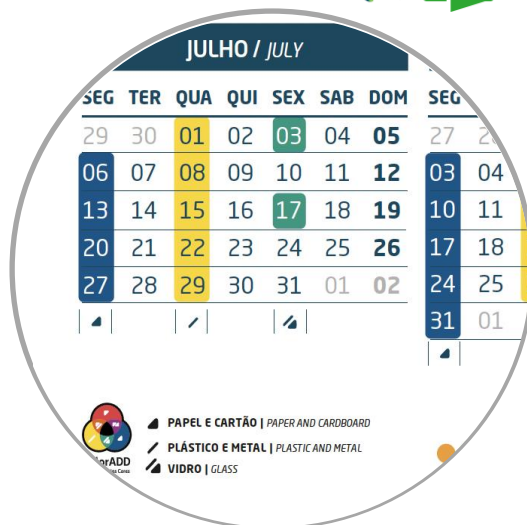 JULHO / JULY
SEG TER QUA QUI SEX SAB DOM
29 30 01 02 03 04 05
06 07 08 09 10 11 12
13 14 15 16 17 18 19
20 21 22 23 24 25 26
27 28 29 30 31 01 02
SEG
27
03 04
10 11
17 18
24 25
31 01
PAPEL E CARTÃO | PAPER AND CARDBOARD
PLÁSTICO E METAL | PLASTIC AND METAL
VIDRO | GLASS